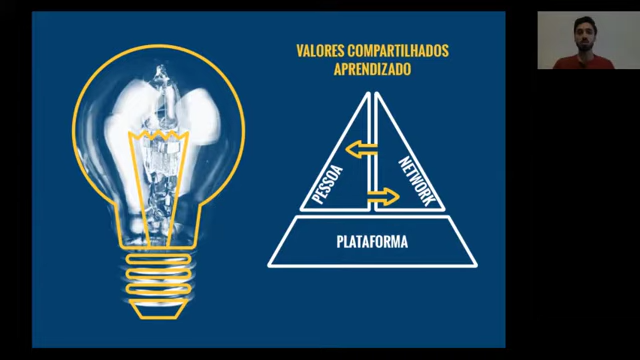 VALORES COMPARTILHADOS
APRENDIZADO
PESSOA
NETWORK
PLATAFORMA